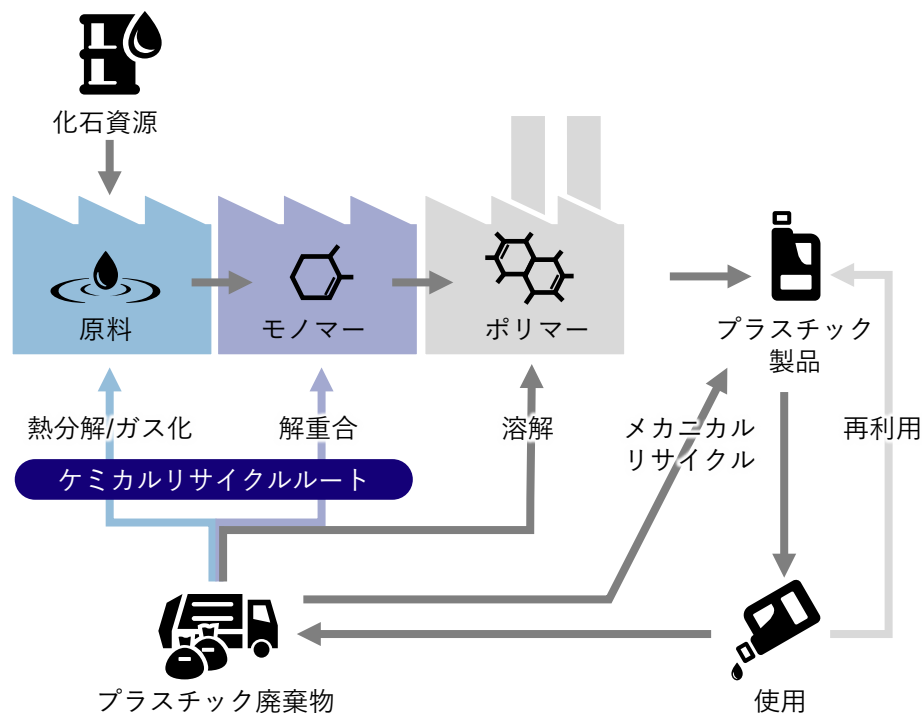 化石資源
原料
モノマー
ポリマー
プラスチック
製品
熱分解/ガス化
解重合
溶解
メカニカル
リサイクル
再利用
ケミカルリサイクルルート
プラスチック廃棄物
使用